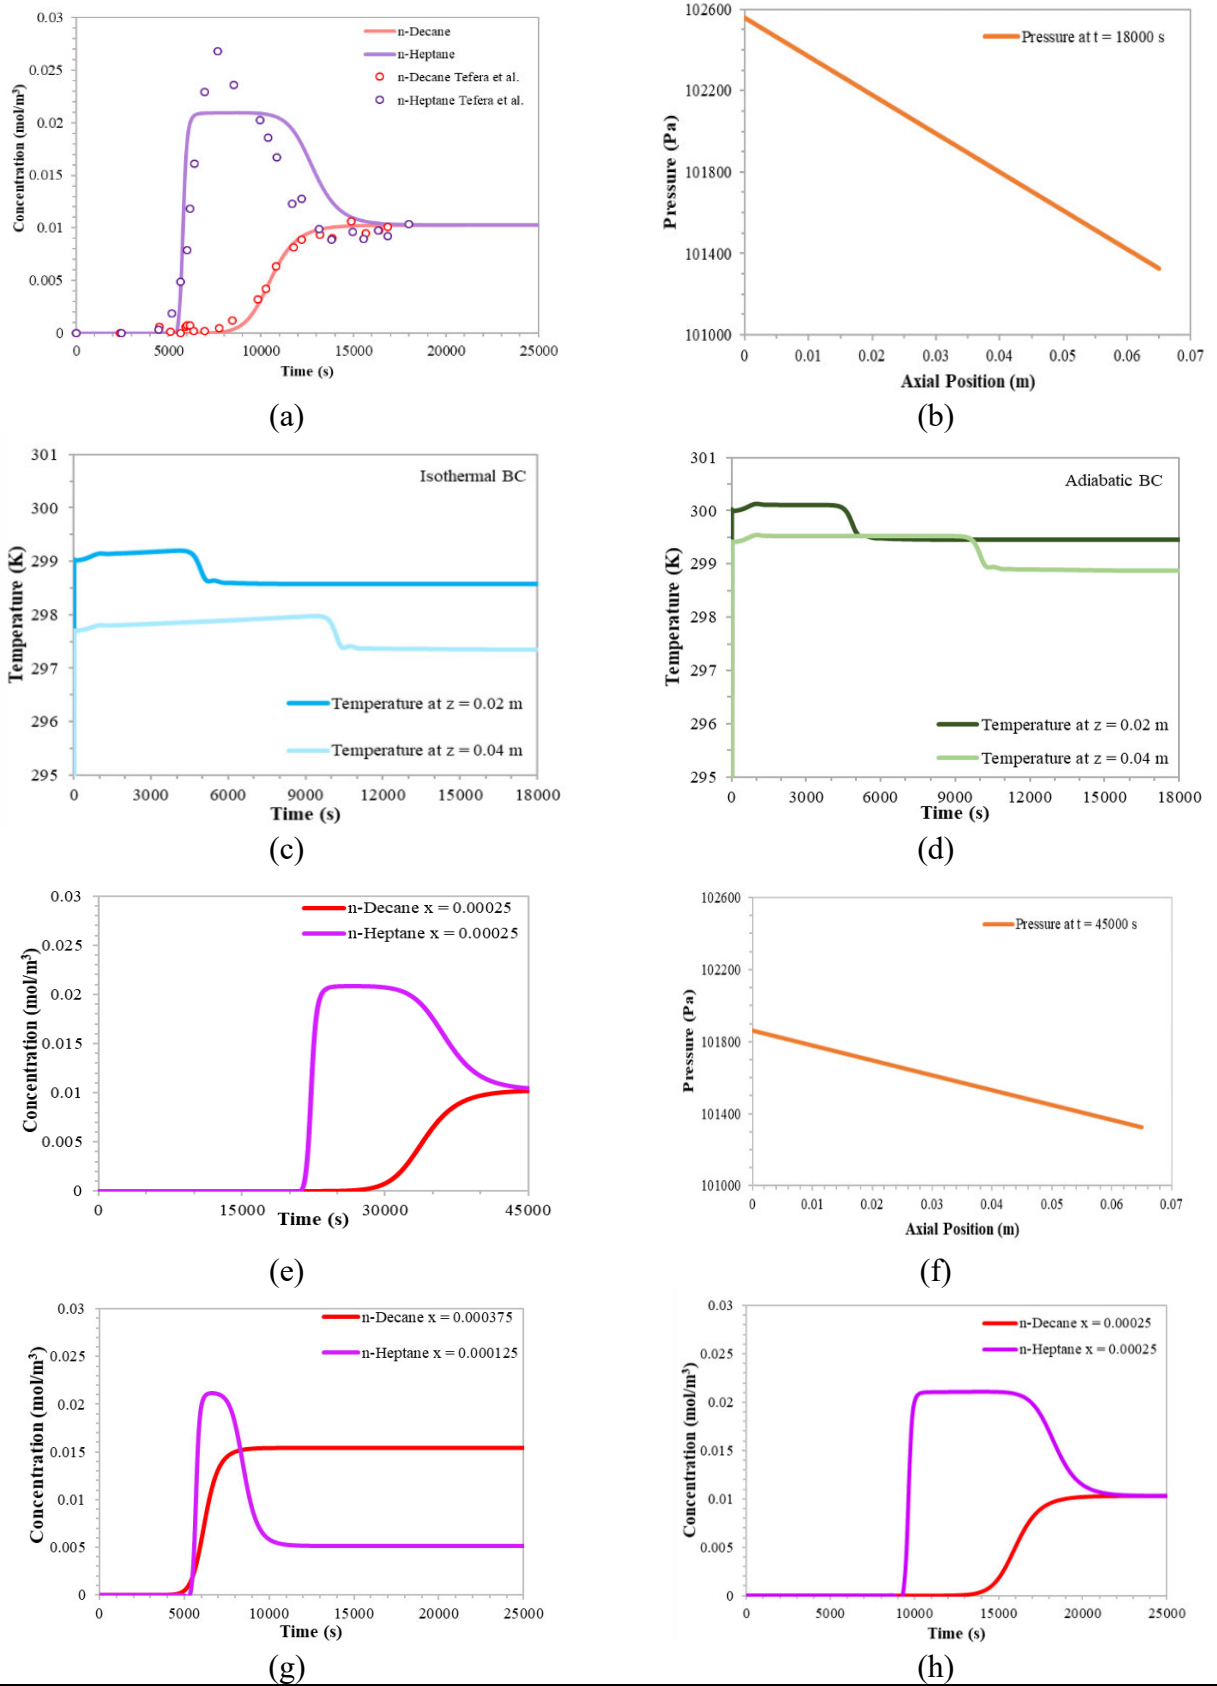 0.03
0.025
0.02
0.015
0.01
0.005
0
Concentration (mol/m³)
n-Decane
n-Heptane
n-Decane Tefera et al.
n-Heptane Tefera et al.
0 5000 10000 15000 20000 25000
Time (s)
(a)
102600
102200
101800
101400
101000
Pressure (Pa)
Pressure at t = 18000 s
0 0.01 0.02 0.03 0.04 0.05 0.06 0.07
Axial Position (m)
(b)
301
300
299
298
297
296
295
Temperature (K)
Isothermal BC
Temperature at z = 0.02 m
Temperature at z = 0.04 m
0 3000 6000 9000 12000 15000 18000
Time (s)
(c)
301
300
299
298
297
296
295
Temperature (K)
Adiabatic BC
Temperature at z = 0.02 m
Temperature at z = 0.04 m
0 3000 6000 9000 12000 15000 18000
Time (s)
(d)
0.03
0.025
0.02
0.015
0.01
0.005
0
Concentration (mol/m³)
n-Decane x = 0.00025
n-Heptane x = 0.00025
0 15000 30000 45000
Time (s)
(e)
102600
102200
101800
101400
101000
Pressure (Pa)
Pressure at t = 45000 s
0 0.01 0.02 0.03 0.04 0.05 0.06 0.07
Axial Position (m)
(f)
0.03
0.025
0.02
0.015
0.01
0.005
0
Concentration (mol/m³)
n-Decane x = 0.000375
n-Heptane x = 0.000125
0 5000 10000 15000 20000 25000
Time (s)
(g)
0.03
0.025
0.02
0.015
0.01
0.005
0
Concentration (mol/m³)
n-Decane x = 0.00025
n-Heptane x = 0.00025
0 5000 10000 15000 20000 25000
Time (s)
(h)